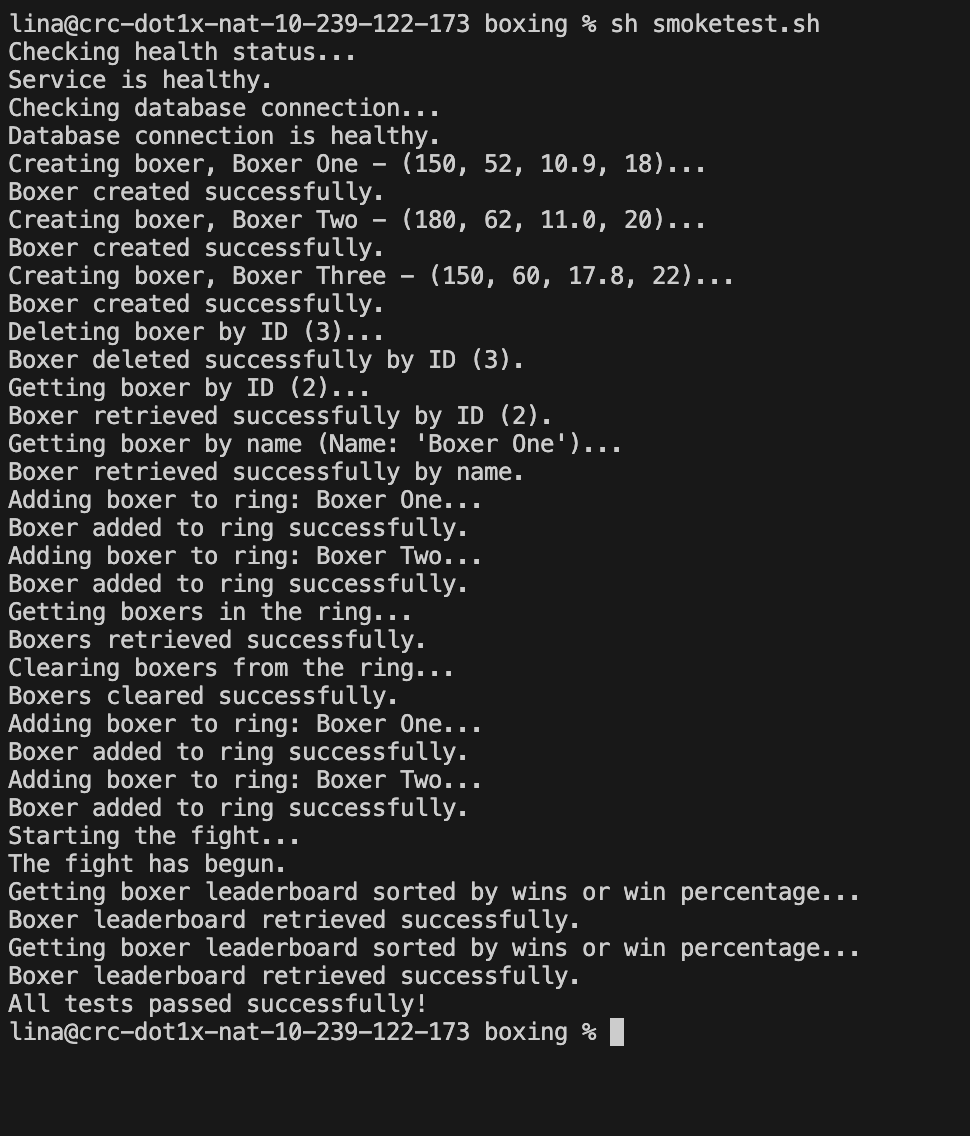 lina@crc-dot1x-nat-10-239-122-173 boxing % sh smoketest.sh
Checking health status...
Service is healthy.
Checking database connection...
Database connection is healthy.
Creating boxer, Boxer One - (150, 52, 10.9, 18)...
Boxer created successfully.
Creating boxer, Boxer Two - (180, 62, 11.0, 20)...
Boxer created successfully.
Creating boxer, Boxer Three - (150, 60, 17.8, 22)...
Boxer created successfully.
Deleting boxer by ID (3)...
Boxer deleted successfully by ID (3).
Getting boxer by ID (2)...
Boxer retrieved successfully by ID (2).
Getting boxer by name (Name: 'Boxer One')...
Boxer retrieved successfully by name.
Adding boxer to ring: Boxer One...
Boxer added to ring successfully.
Adding boxer to ring: Boxer Two...
Boxer added to ring successfully.
Getting boxers in the ring...
Boxers retrieved successfully.
Clearing boxers from the ring...
Boxers cleared successfully.
Adding boxer to ring: Boxer One...
Boxer added to ring successfully.
Adding boxer to ring: Boxer Two...
Boxer added to ring successfully.
Starting the fight...
The fight has begun.
Getting boxer leaderboard sorted by wins or win percentage...
Boxer leaderboard retrieved successfully.
Getting boxer leaderboard sorted by wins or win percentage...
Boxer leaderboard retrieved successfully.
All tests passed successfully!
lina@crc-dot1x-nat-10-239-122-173 boxing %